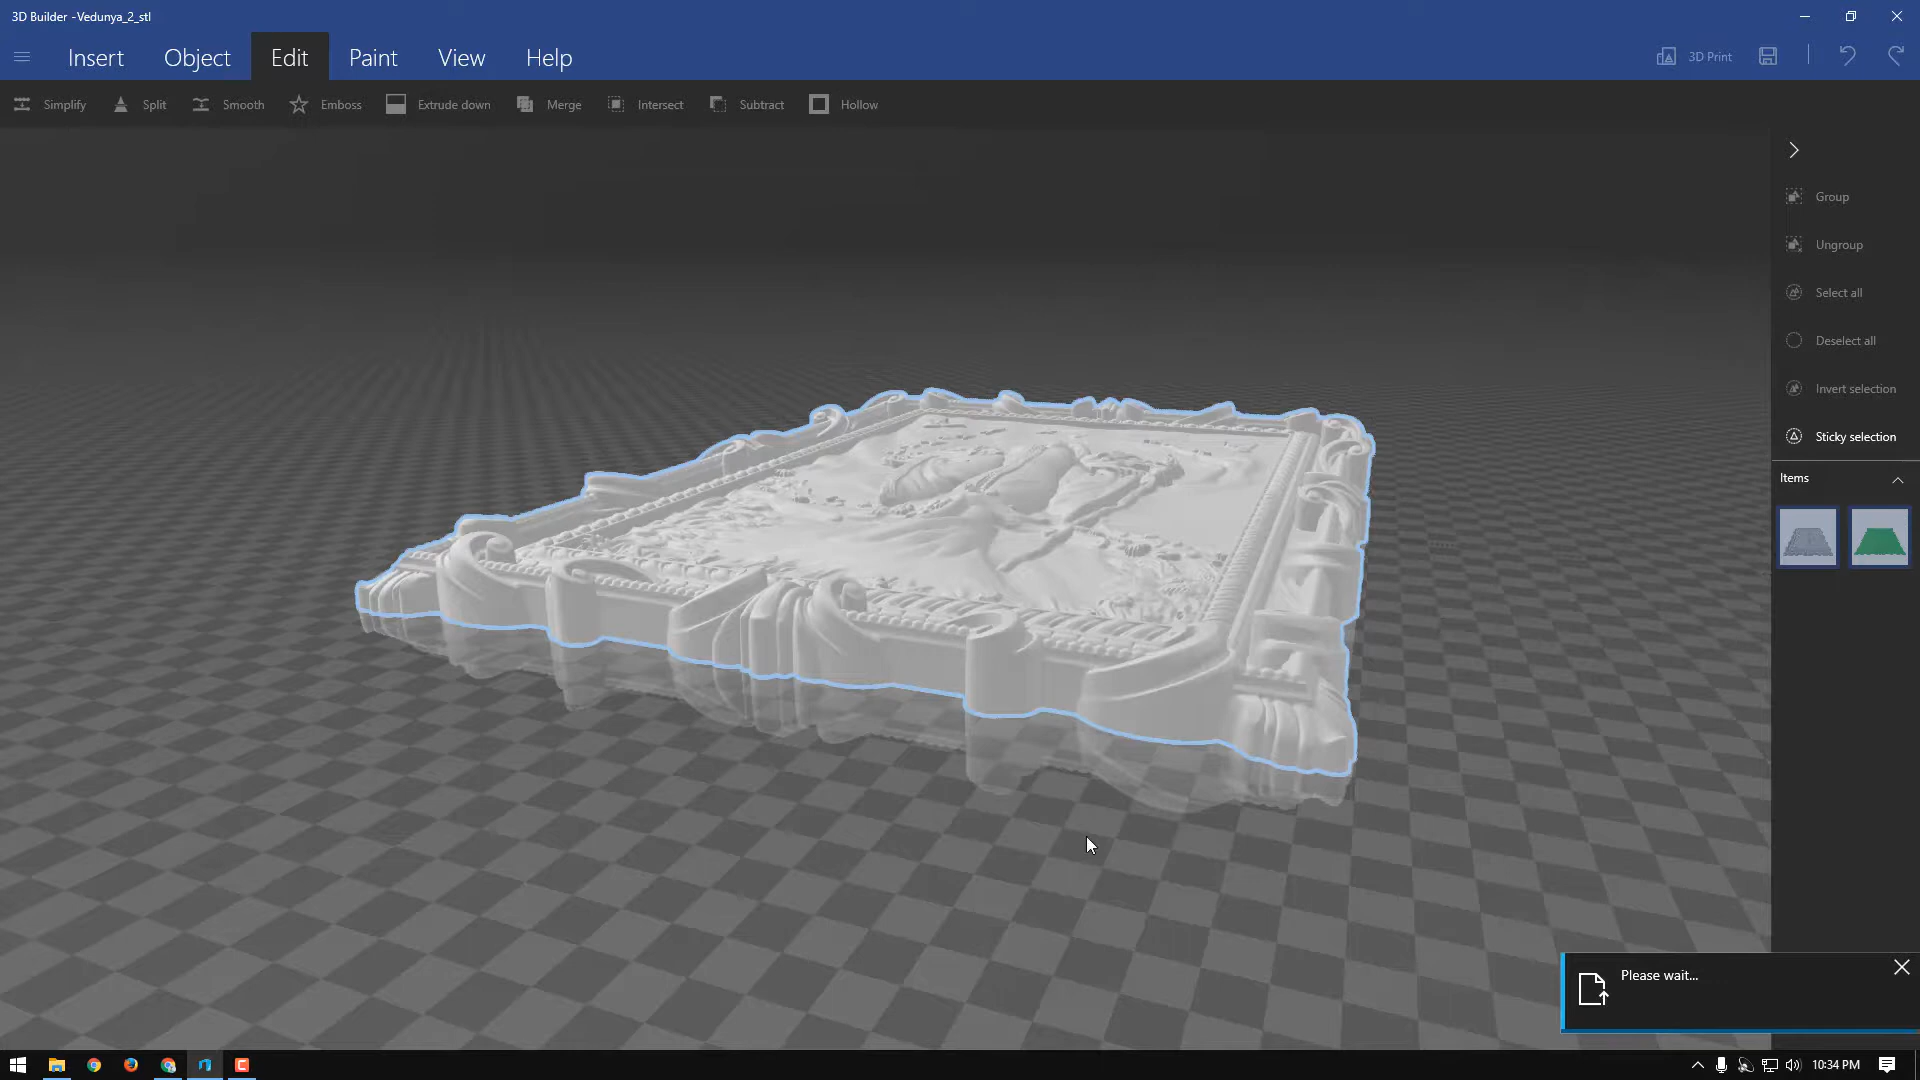 3D Builder -Vedunya_2_stl
Insert
Object
Edit
Paint
View
Help
3D Print
Simplify
Split
Smooth
Emboss
Extrude down
Merge
Intersect
Subtract
Hollow
Group
Ungroup
Select all
Deselect all
Invert selection
Sticky selection
Items
Please wait...
10:34 PM